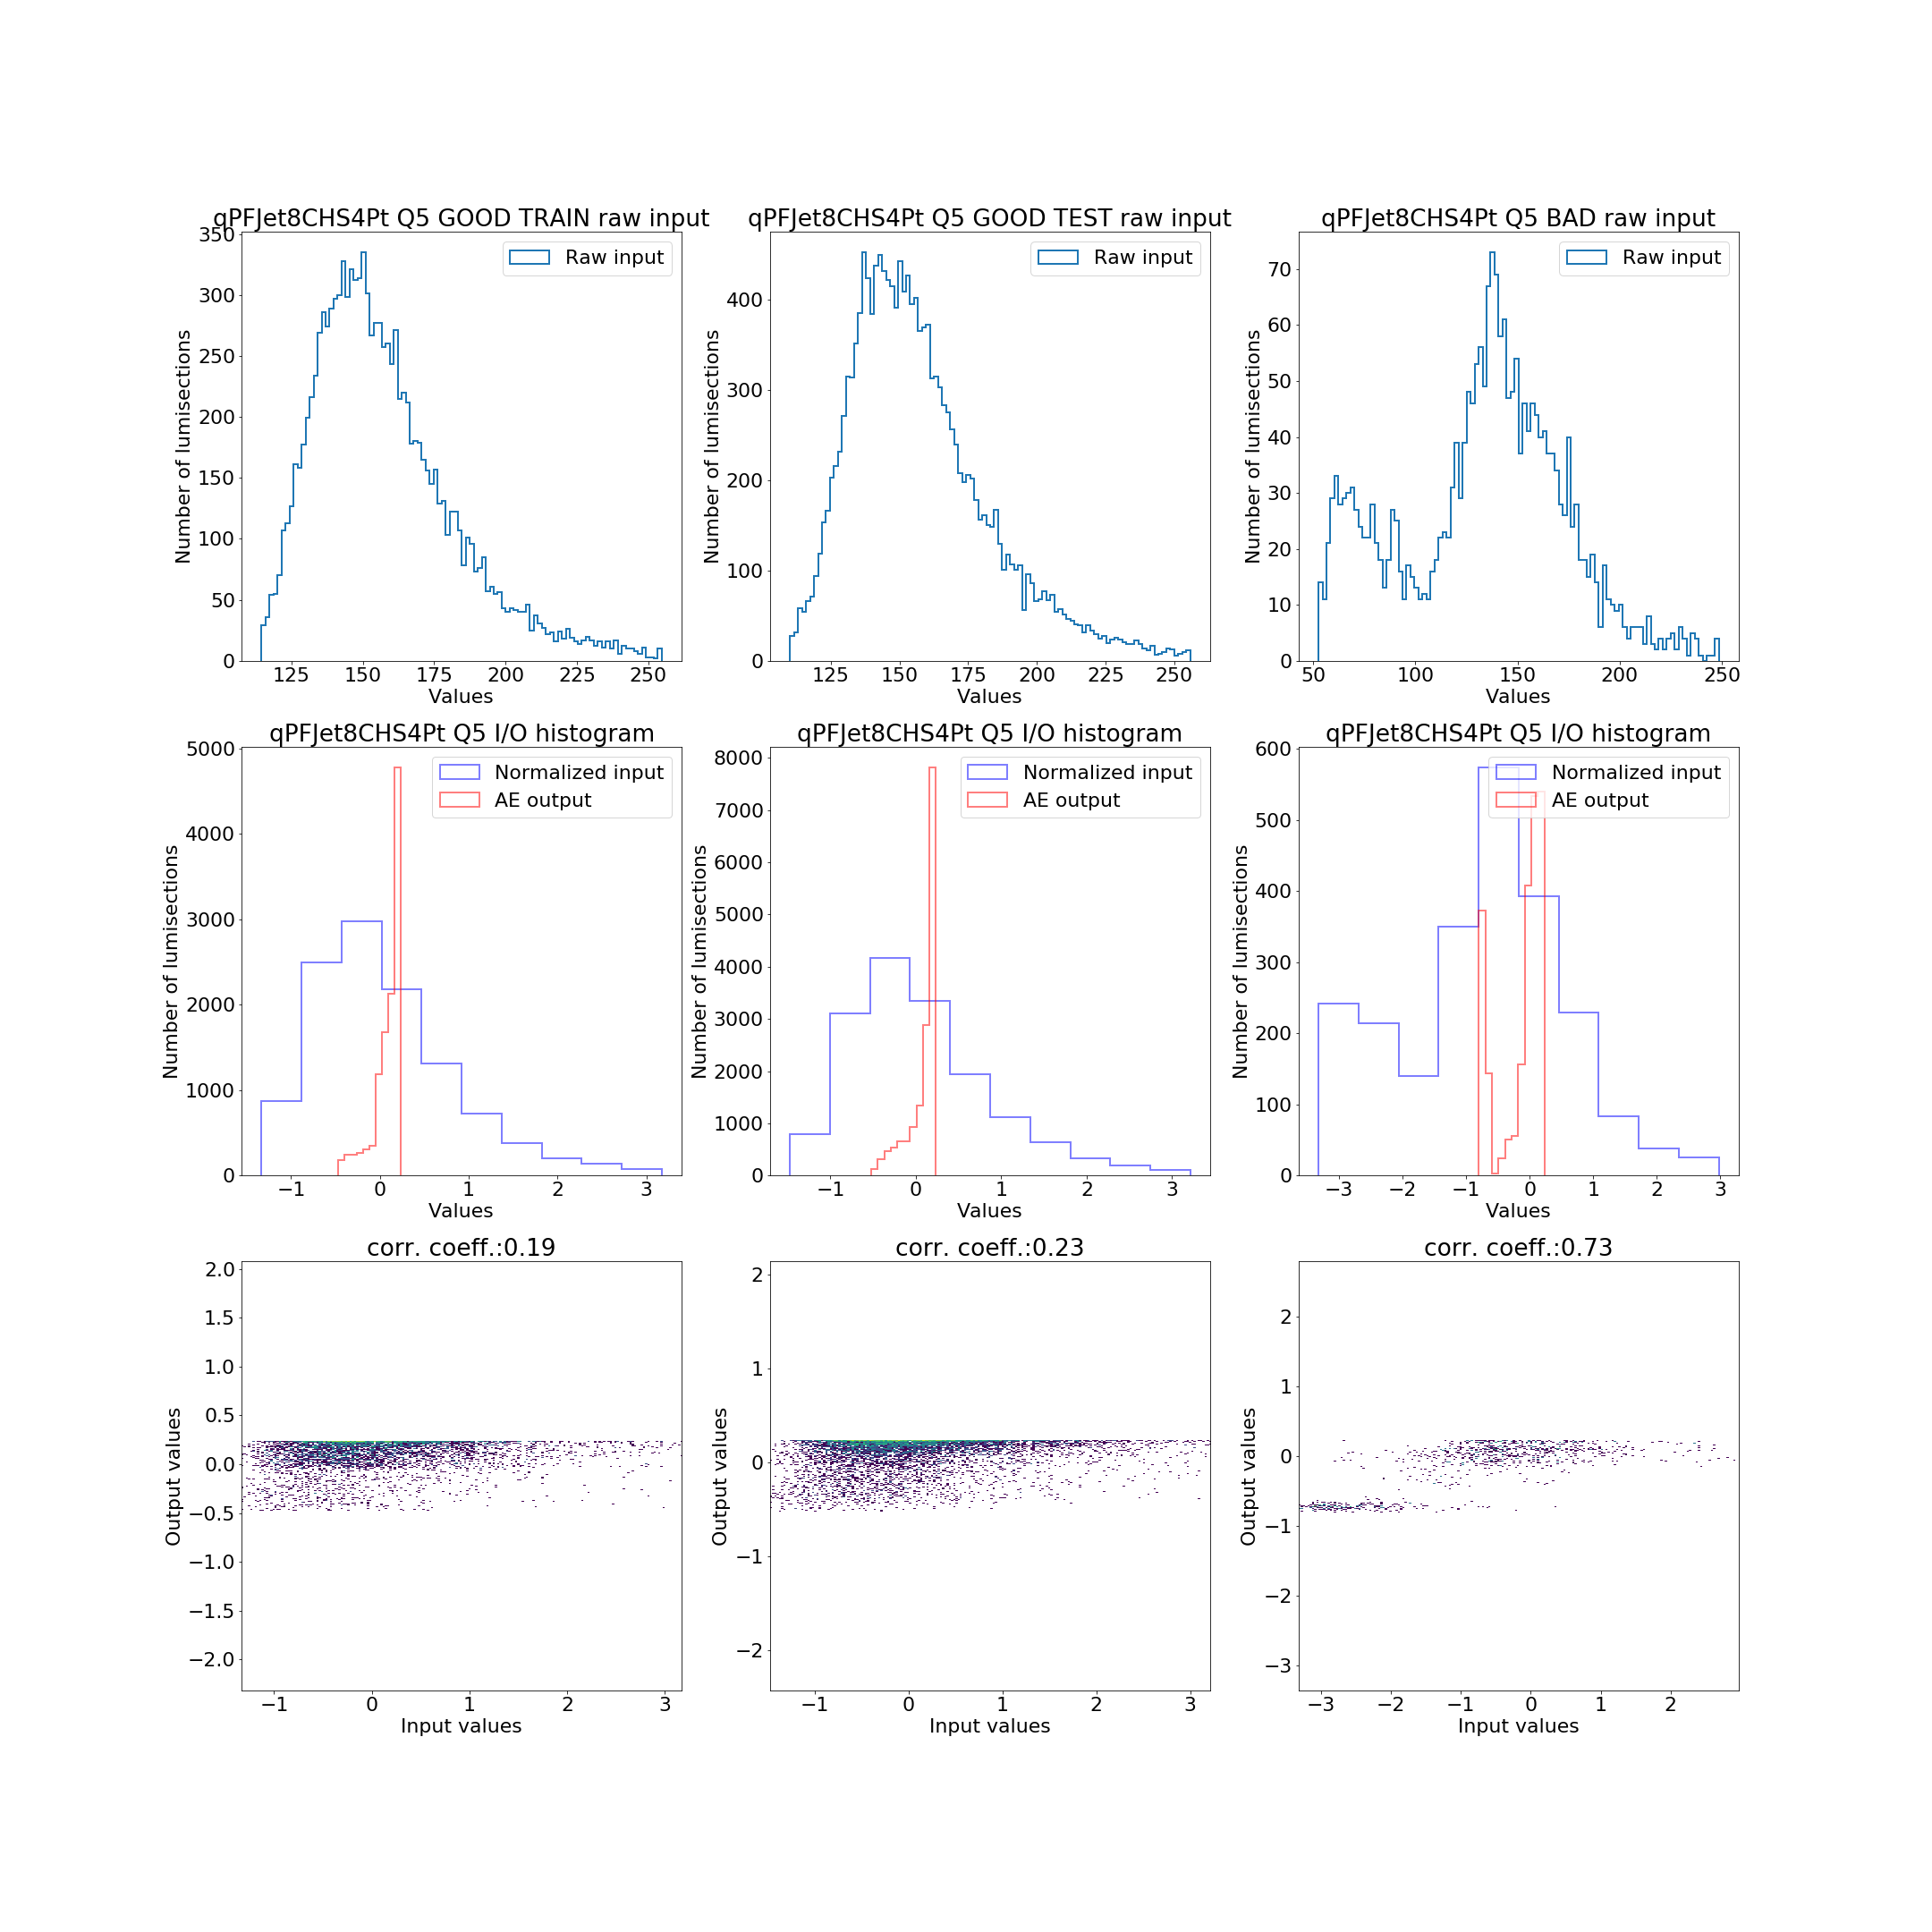 qPFJet8CHS4Pt Q5 GOOD TRAIN raw input
350
300
250
200
150
100
50
0
Number of lumisections
Raw input
125 150 175 200 225 250
Values
qPFJet8CHS4Pt Q5 GOOD TEST raw input
400
300
200
100
0
Number of lumisections
Raw input
125 150 175 200 225 250
Values
qPFJet8CHS4Pt Q5 BAD raw input
70
60
50
40
30
20
10
0
Number of lumisections
Raw input
50 100 150 200 250
Values
qPFJet8CHS4Pt Q5 I/O histogram
5000
4000
3000
2000
1000
0
Number of lumisections
Normalized input
AE output
−1 0 1 2 3
Values
qPFJet8CHS4Pt Q5 I/O histogram
8000
7000
6000
5000
4000
3000
2000
1000
0
Number of lumisections
Normalized input
AE output
−1 0 1 2 3
Values
qPFJet8CHS4Pt Q5 I/O histogram
600
500
400
300
200
100
0
Number of lumisections
Normalized input
AE output
−3 −2 −1 0 1 2 3
Values
corr. coeff.:0.19
2.0
1.5
1.0
0.5
0.0
−0.5
−1.0
−1.5
−2.0
Output values
−1 0 1 2 3
Input values
corr. coeff.:0.23
2
1
0
−1
−2
Output values
−1 0 1 2 3
Input values
corr. coeff.:0.73
2
1
0
−1
−2
−3
Output values
−3 −2 −1 0 1 2
Input values